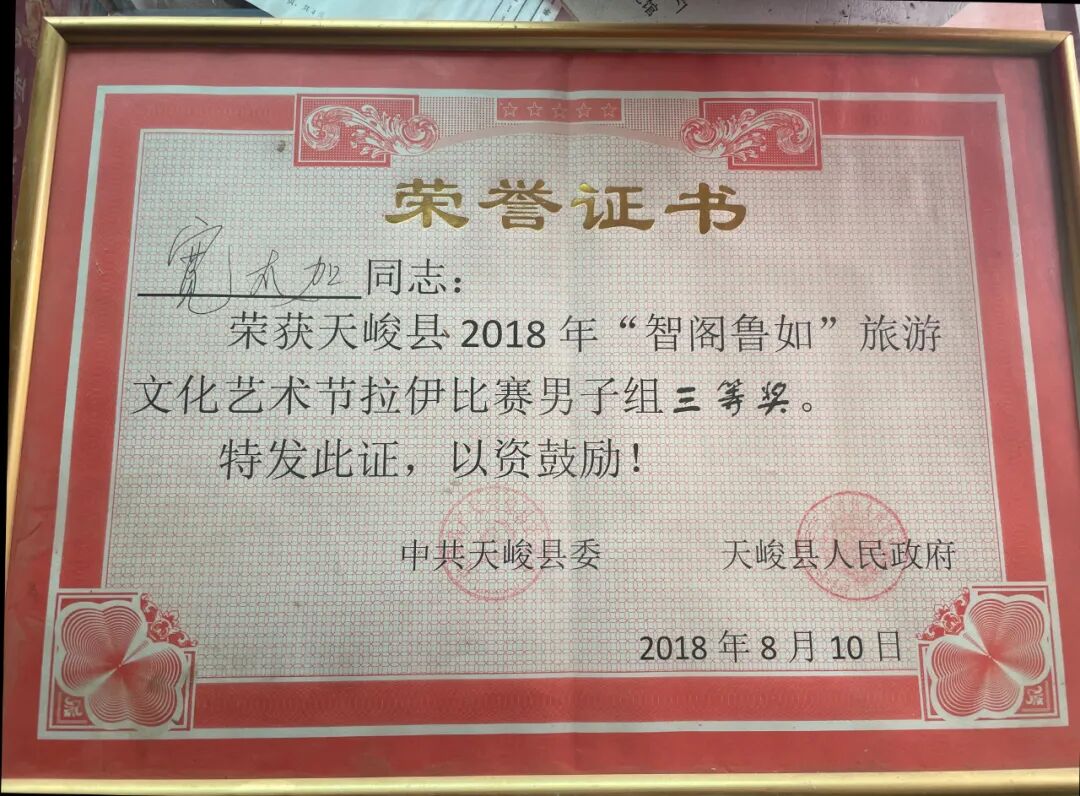 荣誉证书
宽太加同志：
荣获天峻县2018年“智阁鲁如”旅游
文化艺术节拉伊比赛男子组三等奖。
特发此证，以资鼓励！
中共天峻县委 天峻县人民政府
2018年8月10日